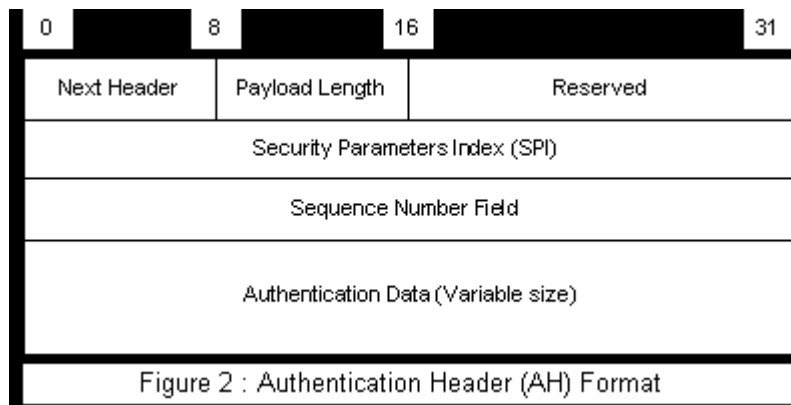 0 8 16 31
Next Header Payload Length Reserved
Security Parameters Index (SPI)
Sequence Number Field
Authentication Data (Variable size)
Figure 2 : Authentication Header (AH) Format